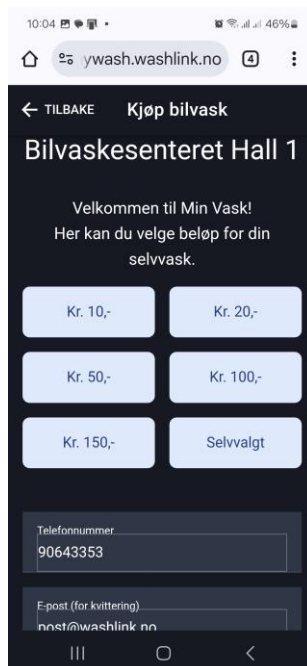 10:04
46%
ywash.washlink.no
4
TILBAKE Kjøp bilvask
Bilvaskesenteret Hall 1
Velkommen til Min Vask!
Her kan du velge beløp for din
selvvask.
Kr. 10,- Kr. 20,-
Kr. 50,- Kr. 100,-
Kr. 150,- Selvvalgt
Telefonnummer
90643353
E-post (for kvittering)
post@washlink.no